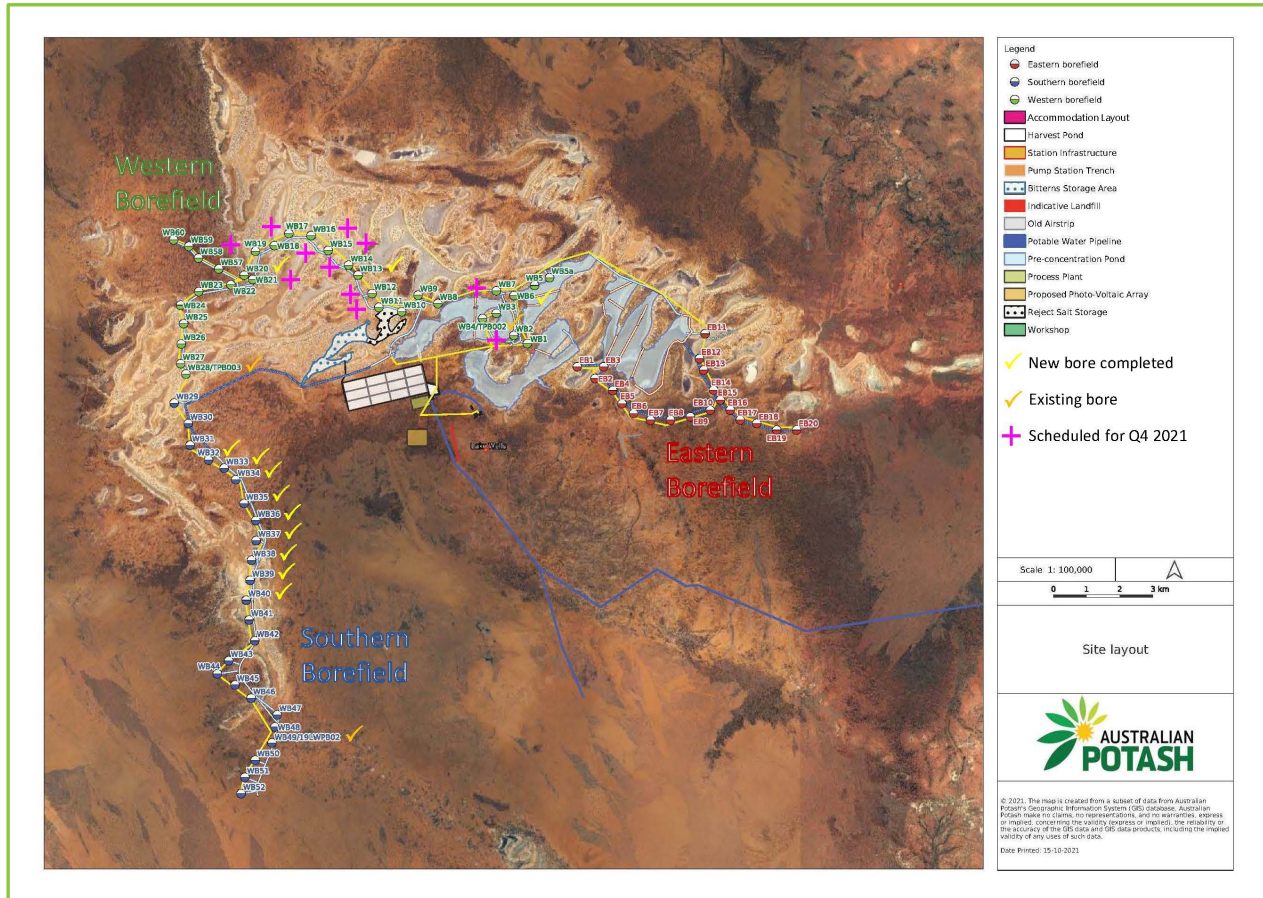 Western
Borefield
WB60
WB59
WB58
WB57
WB19
WB18
WB17
WB16
WB15
WB14
WB13
WB12
WB11
WB10
WB9
WB8
WB7
WB6
WB5
WB5a
WB3
WB4/TPB002
WB2
WB1
WB20
WB21
WB22
WB23
WB24
WB25
WB26
WB27
WB28/TPB003
WB29
WB30
WB31
WB32
WB33
WB34
WB35
WB36
WB37
WB38
WB39
WB40
WB41
WB42
WB43
WB44
WB45
WB46
WB47
WB48
WB49/19LWPB02
WB50
WB51
WB52
Southern
Borefield
EB1
EB3
EB2
EB4
EB5
EB6
EB7
EB8
EB9
EB10
EB11
EB12
EB13
EB14
EB15
EB16
EB17
EB18
EB19
EB20
Eastern
Borefield
Legend
Eastern borefield
Southern borefield
Western borefield
Accommodation Layout
Harvest Pond
Station Infrastructure
Pump Station Trench
Bitterns Storage Area
Indicative Landfill
Old Airstrip
Potable Water Pipeline
Pre-concentration Pond
Process Plant
Proposed Photo-Voltaic Array
Reject Salt Storage
Workshop
New bore completed
Existing bore
Scheduled for Q4 2021
Scale 1: 100,000
0 1 2 3 km
Site layout
AUSTRALIAN
POTASH
© 2021. The map is created from a subset of data from Australian
Potash's Geographic Information System (GIS) database. Australian
Potash make no claims, no representations, and no warranties, express
or implied, concerning the validity (express or implied), the reliability or
the accuracy of the GIS data and GIS data products, including the implied
validity of any uses of such data.
Date Printed: 15-10-2021